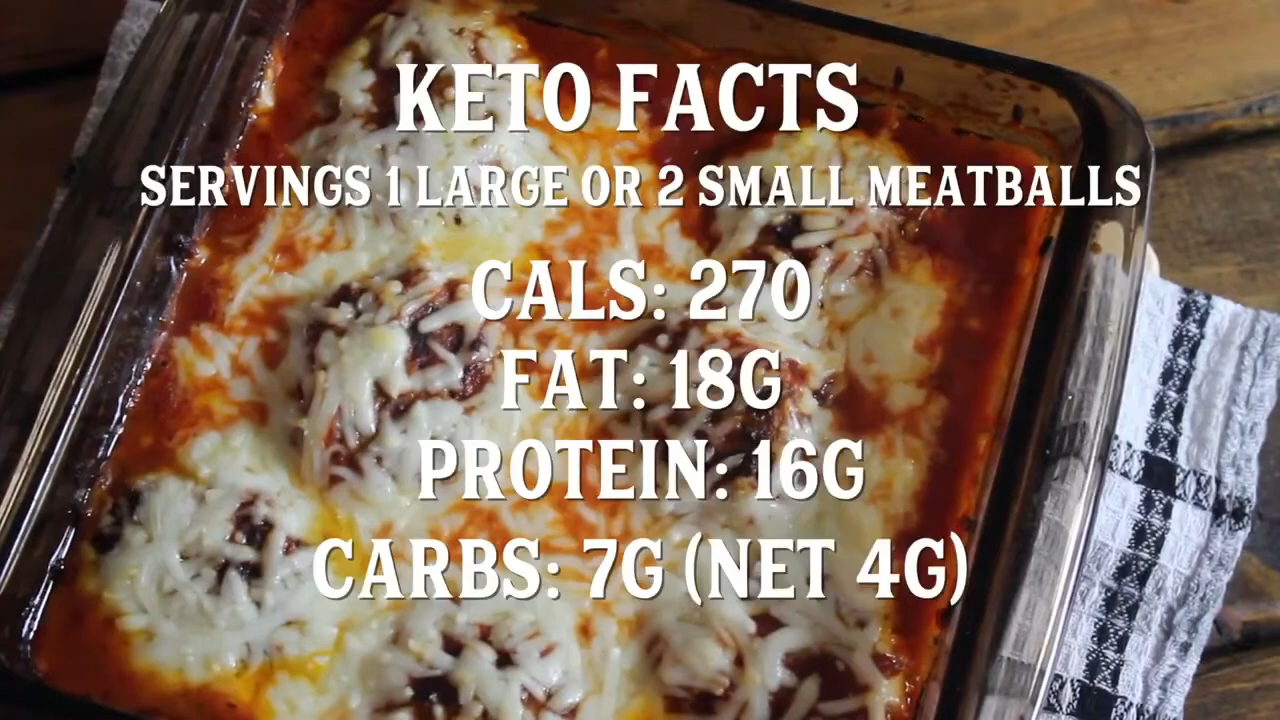 KETO FACTS
SERVINGS 1 LARGE OR 2 SMALL MEATBALLS
CALS: 270
FAT: 18G
PROTEIN: 16G
CARBS: 7G (NET 4G)